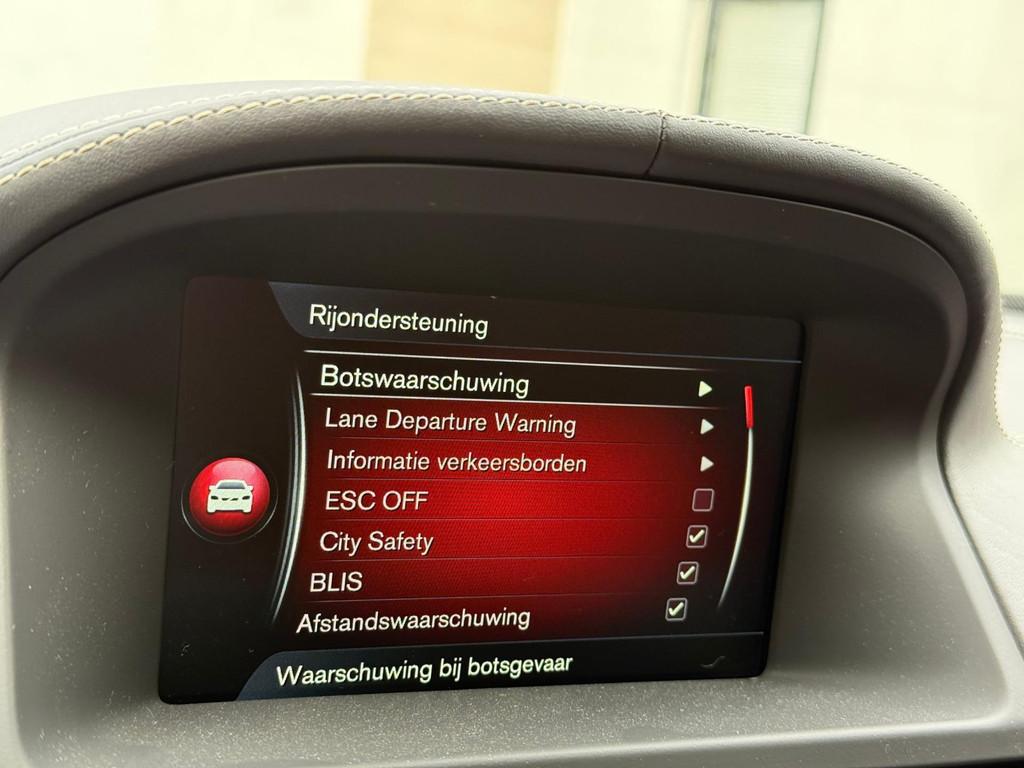 Rijondersteuning
Botswaarschuwing
Lane Departure Warning
Informatie verkeersborden
ESC OFF
City Safety
BLIS
Afstandswaarschuwing
Waarschuwing bij botsgevaar